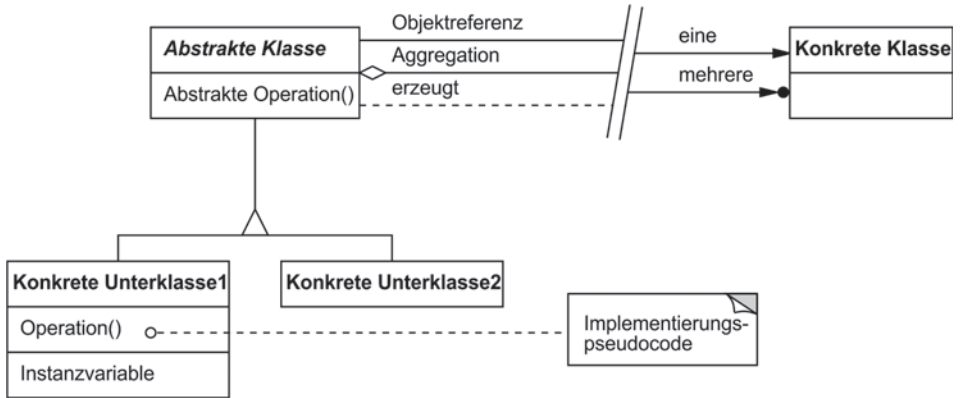 Objektreferenz
Abstrakte Klasse
eine
Konkrete Klasse
Aggregation
mehrere
Abstrakte Operation()
erzeugt
Konkrete Unterklasse1
Konkrete Unterklasse2
Operation()
Implementierungs-
pseudocode
Instanzvariable